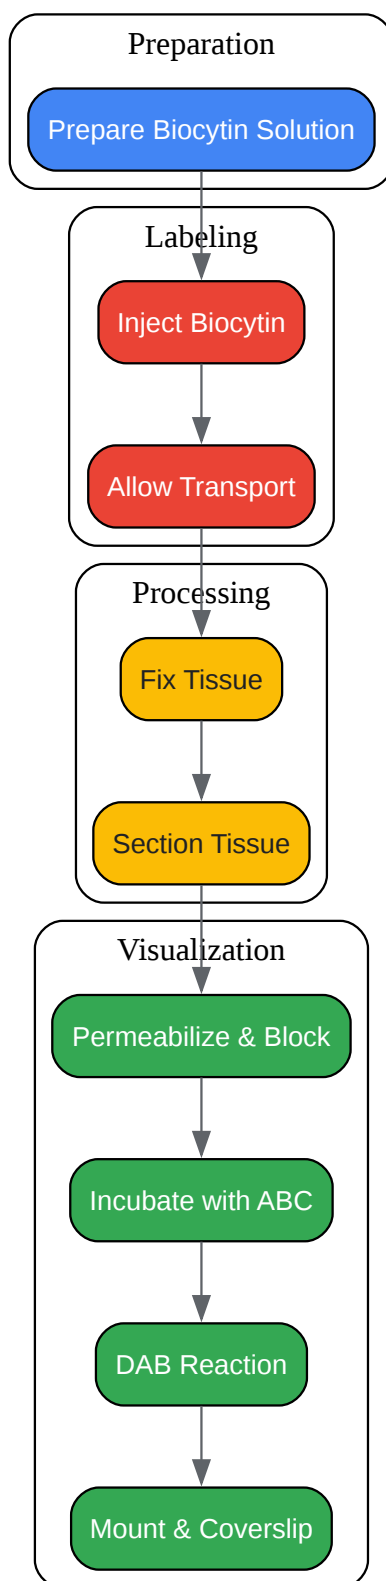 Preparation
Prepare Biocytin Solution
Labeling
Inject Biocytin
Allow Transport
Processing
Fix Tissue
Section Tissue
Visualization
Permeabilize & Block
Incubate with ABC
DAB Reaction
Mount & Coverslip